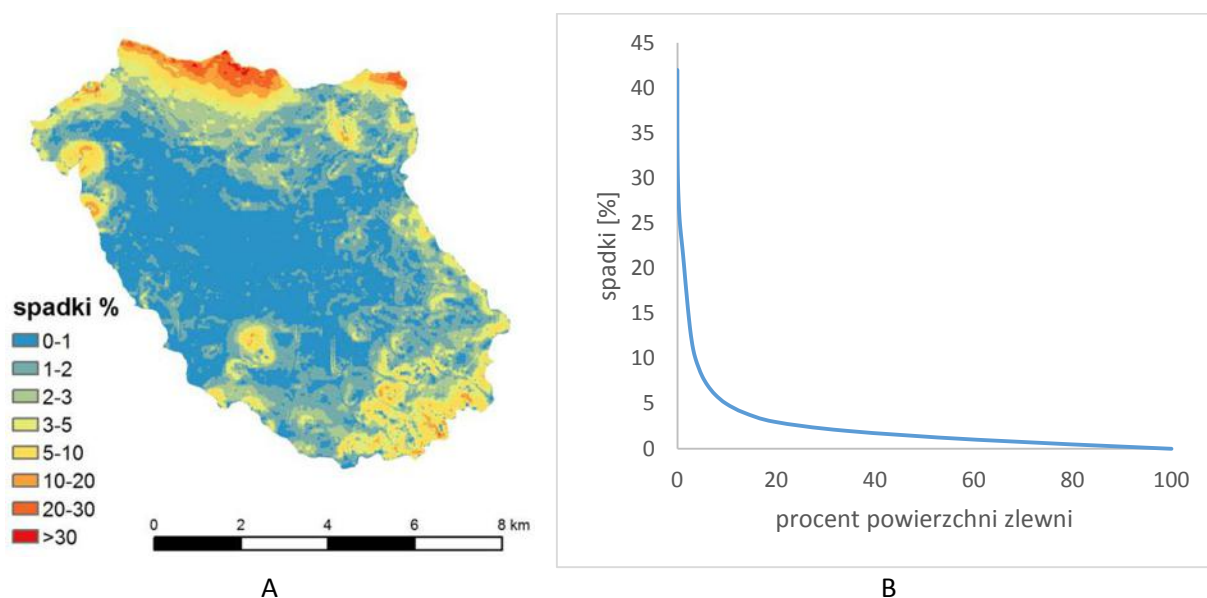 spadki %
0-1
1-2
2-3
3-5
5-10
10-20
20-30
>30
0 2 4 6 8 km
A
45
40
35
30
25
20
15
10
5
0
spadki [%]
0 20 40 60 80 100
procent powierzchni zlewni
B